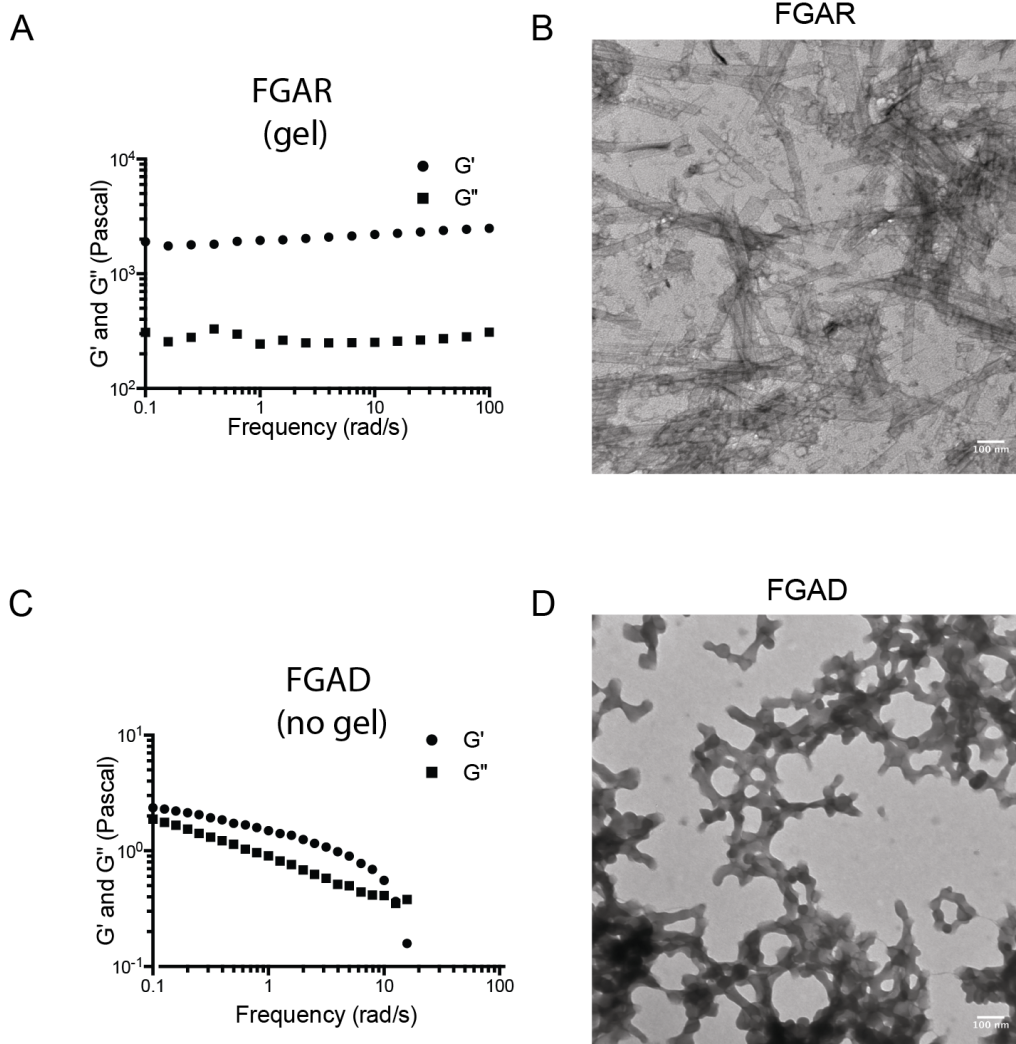 A
FGAR
(gel)
G'
G"
10^4
10^3
10^2
G' and G" (Pascal)
0.1
1
10
100
Frequency (rad/s)
B
FGAR
100 nm
C
FGAD
(no gel)
G'
G"
10^1
10^0
10^-1
G' and G" (Pascal)
0.1
1
10
100
Frequency (rad/s)
D
FGAD
100 nm